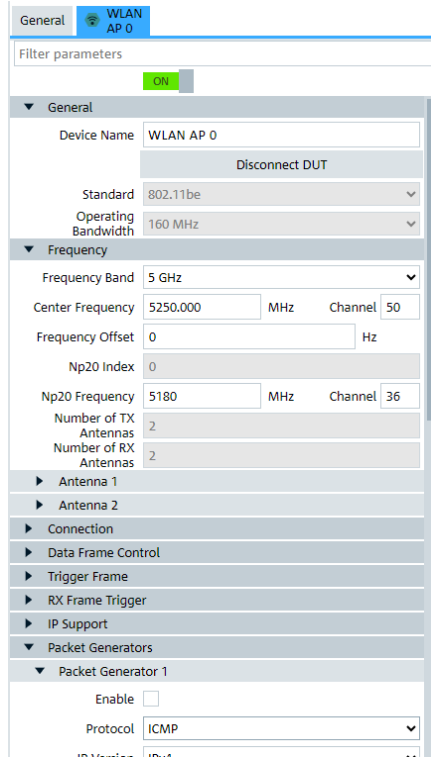 General
WLAN
AP 0
Filter parameters
ON
General
Device Name WLAN AP 0
Disconnect DUT
Standard 802.11be
Operating
Bandwidth 160 MHz
Frequency
Frequency Band 5 GHz
Center Frequency 5250.000 MHz Channel 50
Frequency Offset 0 Hz
Np20 Index 0
Np20 Frequency 5180 MHz Channel 36
Number of TX
Antennas 2
Number of RX
Antennas 2
Antenna 1
Antenna 2
Connection
Data Frame Control
Trigger Frame
RX Frame Trigger
IP Support
Packet Generators
Packet Generator 1
Enable
Protocol ICMP